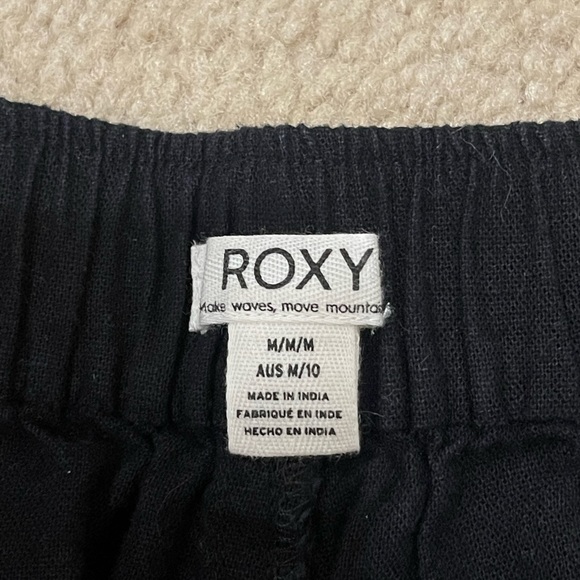 ROXY
Make waves, move mountains
M/M/M
AUS M/10
MADE IN INDIA
FABRIQUÉ EN INDE
HECHO EN INDIA